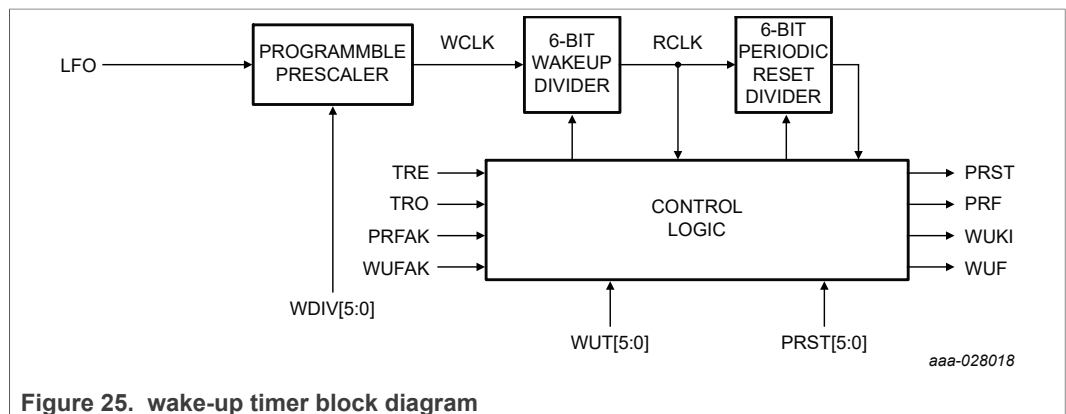 LFO
PROGRAMMBLE
PRESCALER
WCLK
6-BIT
WAKEUP
DIVIDER
RCLK
6-BIT
PERIODIC
RESET
DIVIDER
TRE
TRO
PRFAK
WUFAK
CONTROL
LOGIC
PRST
PRF
WUKI
WUF
WDIV[5:0]
WUT[5:0]
PRST[5:0]
aaa-028018
Figure 25. wake-up timer block diagram